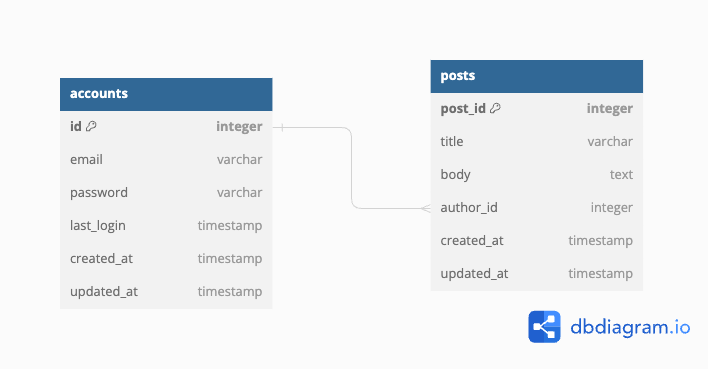 accounts
id integer
email varchar
password varchar
last_login timestamp
created_at timestamp
updated_at timestamp
posts
post_id integer
title varchar
body text
author_id integer
created_at timestamp
updated_at timestamp
dbdiagram.io